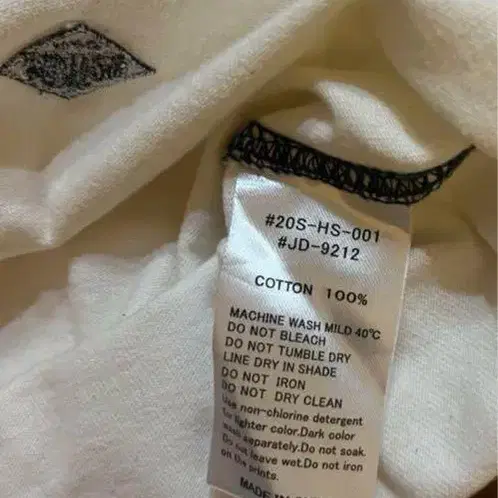 #20S-HS-001
#JD-9212
COTTON 100%
MACHINE WASH MILD 40°C
DO NOT BLEACH
DO NOT TUMBLE DRY
LINE DRY IN SHADE
DO NOT IRON
DO NOT DRY CLEAN
Use non-chlorine detergent
for lighter color.Dark color
wash separately.Do not soak.
Do not leave wet.Do not iron
on the prints.
MADE IN